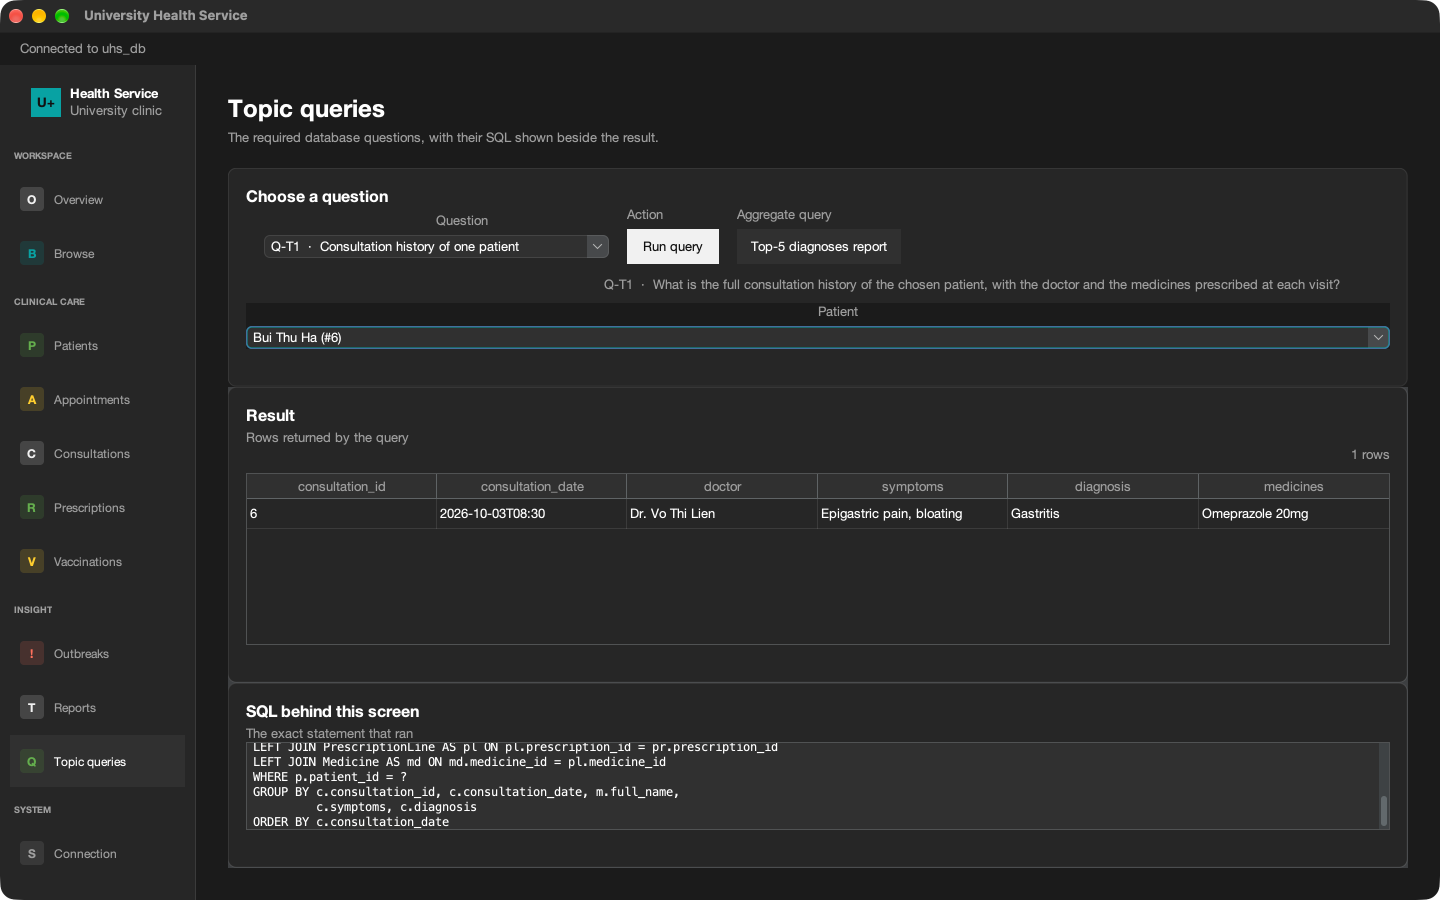 University Health Service
Connected to uhs_db
U+
Health Service
University clinic
WORKSPACE
O Overview
B Browse
CLINICAL CARE
P Patients
A Appointments
C Consultations
R Prescriptions
V Vaccinations
INSIGHT
! Outbreaks
T Reports
Q Topic queries
SYSTEM
S Connection
Topic queries
The required database questions, with their SQL shown beside the result.
Choose a question
Question
Action
Aggregate query
Q-T1 · Consultation history of one patient
Run query
Top-5 diagnoses report
Q-T1 · What is the full consultation history of the chosen patient, with the doctor and the medicines prescribed at each visit?
Patient
Bui Thu Ha (#6)
Result
Rows returned by the query
1 rows
consultation_id consultation_date doctor symptoms diagnosis medicines
6 2026-10-03T08:30 Dr. Vo Thi Lien Epigastric pain, bloating Gastritis Omeprazole 20mg
SQL behind this screen
The exact statement that ran
LEFT JOIN PrescriptionLine AS pl ON pl.prescription_id = pr.prescription_id
LEFT JOIN Medicine AS md ON md.medicine_id = pl.medicine_id
WHERE p.patient_id = ?
GROUP BY c.consultation_id, c.consultation_date, m.full_name,
c.symptoms, c.diagnosis
ORDER BY c.consultation_date